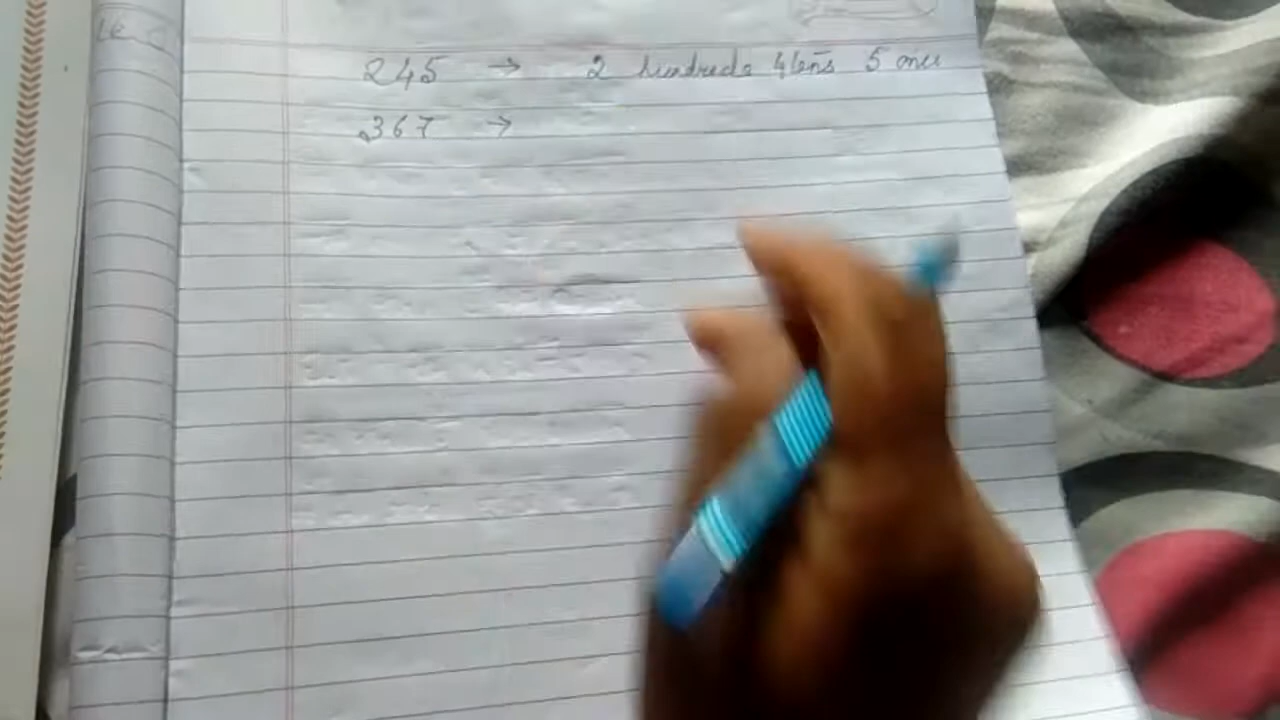 245 → 2 hundreds 4 tens 5 ones
367 →